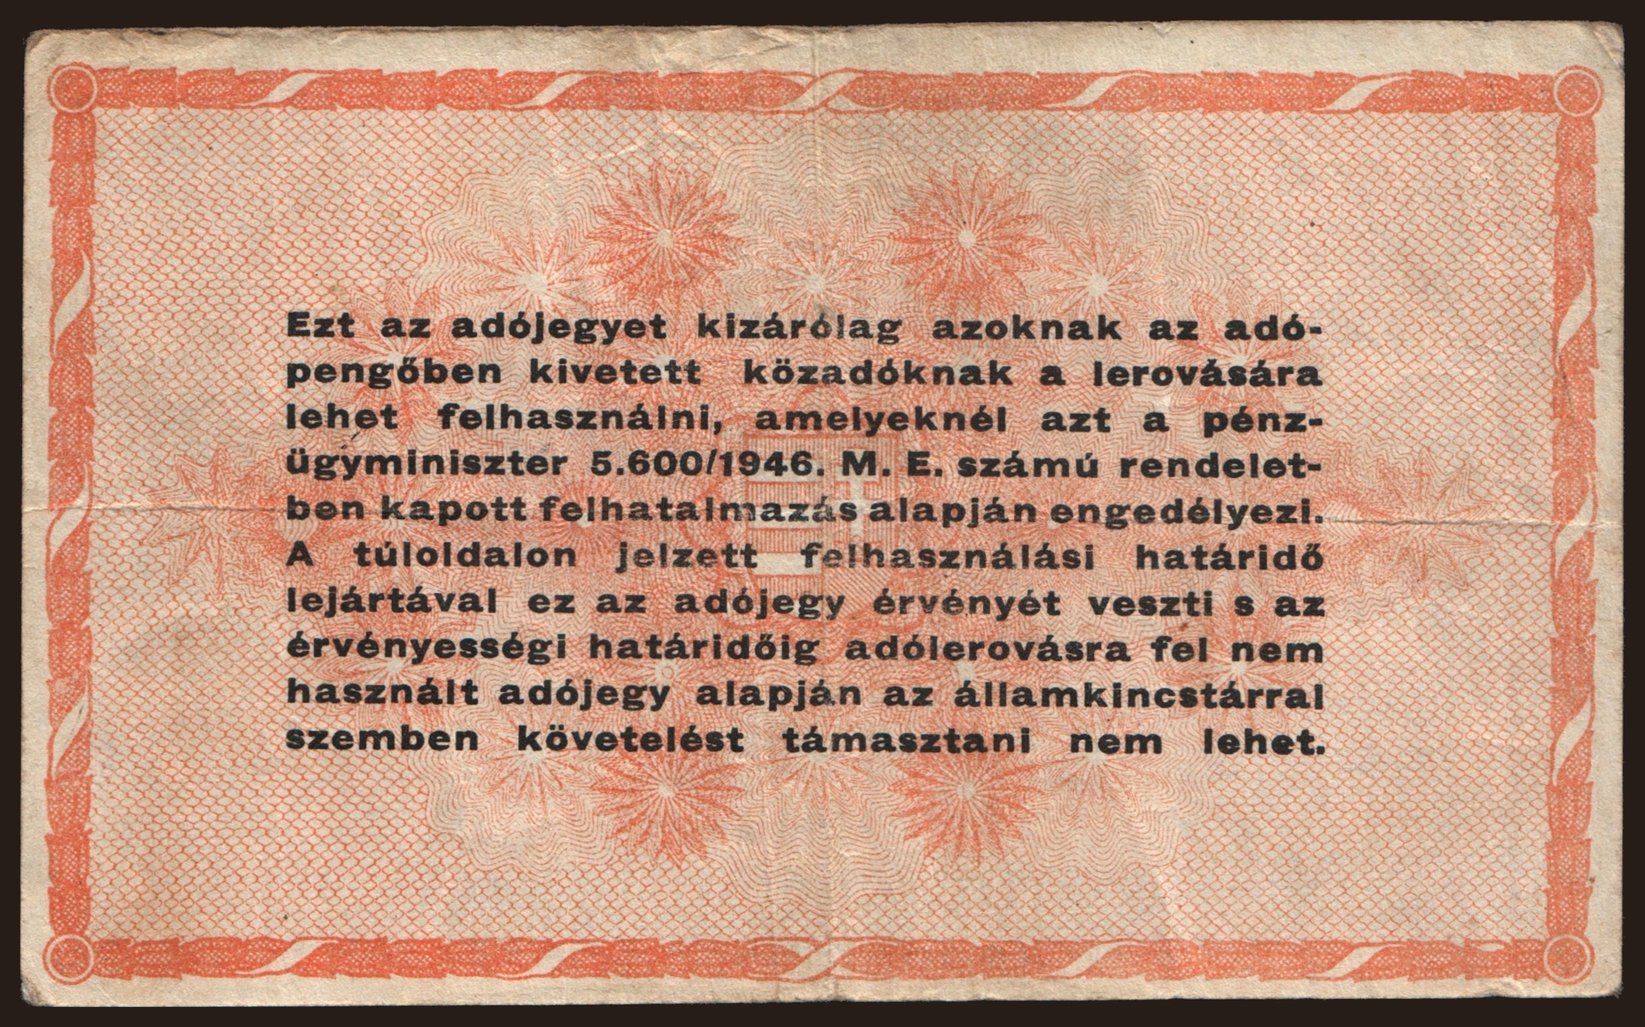 Ezt az adójegyet kizárólag azoknak az adó-
pengőben kivetett közadóknak a lerovására
lehet felhasználni, amelyeknél azt a pénz-
ügyminiszter 5.600/1946. M. E. számú rendelet-
ben kapott felhatalmazás alapján engedélyezi.
A túloldalon jelzett felhasználási határidő
lejártával ez az adójegy érvényét veszti s az
érvényességi határidőig adólerovásra fel nem
használt adójegy alapján az államkincstárral
szemben követelést támasztani nem lehet.